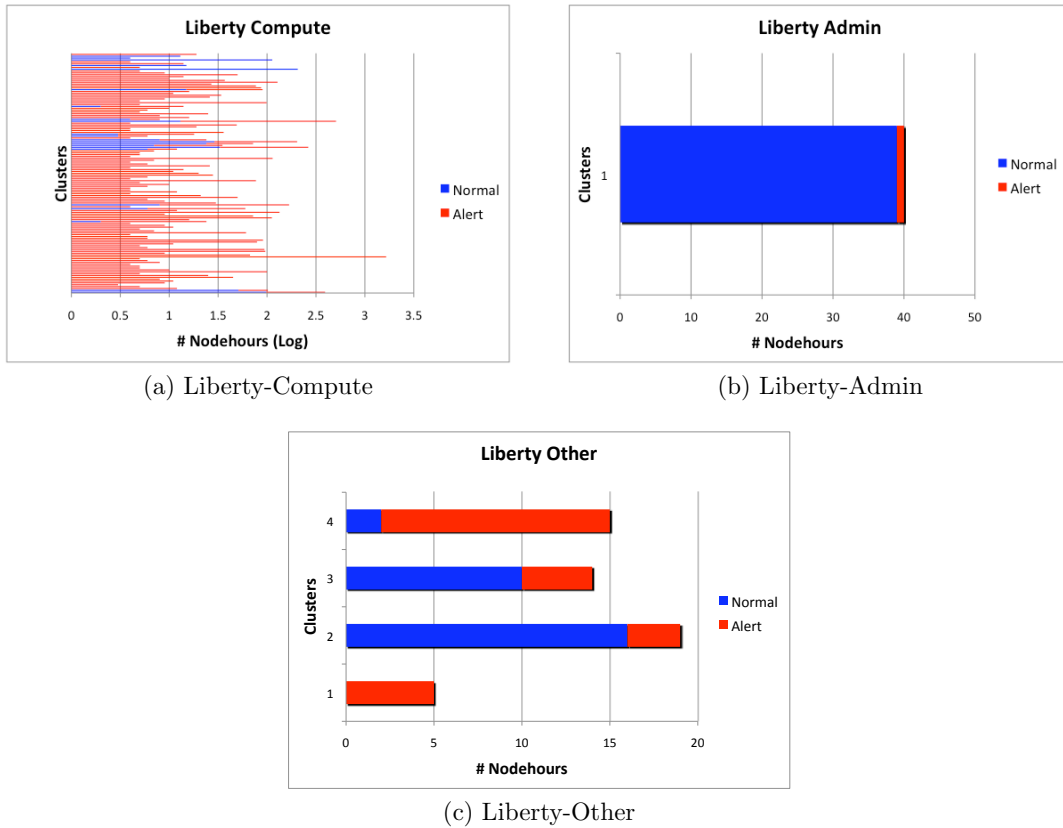 Liberty Compute
Clusters
Normal
Alert
0 0.5 1 1.5 2 2.5 3 3.5
# Nodehours (Log)
(a) Liberty-Compute
Liberty Admin
Clusters
1
Normal
Alert
0 10 20 30 40 50
# Nodehours
(b) Liberty-Admin
Liberty Other
Clusters
4
3
2
1
Normal
Alert
0 5 10 15 20
# Nodehours
(c) Liberty-Other